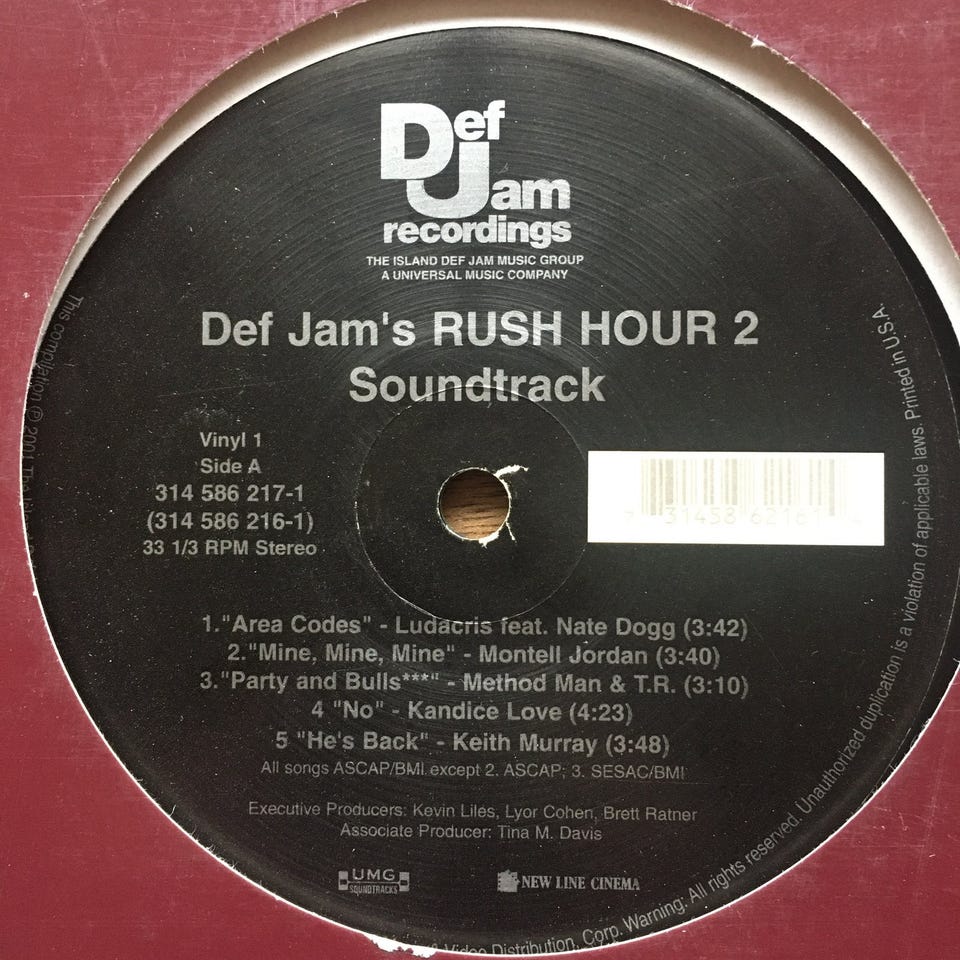 Def
Jam
recordings
THE ISLAND DEF JAM MUSIC GROUP
A UNIVERSAL MUSIC COMPANY
Def Jam's RUSH HOUR 2
Soundtrack
Vinyl 1
Side A
314 586 217-1
(314 586 216-1)
33 1/3 RPM Stereo
7 31458 62161 4
1."Area Codes" - Ludacris feat. Nate Dogg (3:42)
2."Mine, Mine, Mine" - Montell Jordan (3:40)
3."Party and Bulls***" - Method Man & T.R. (3:10)
4 "No" - Kandice Love (4:23)
5 "He's Back" - Keith Murray (3:48)
All songs ASCAP/BMI except 2. ASCAP; 3. SESAC/BMI
Executive Producers: Kevin Liles, Lyor Cohen, Brett Ratner
Associate Producer: Tina M. Davis
UMG
SOUNDTRACKS
NEW LINE CINEMA
This compilation ℗ 2001
& Video Distribution, Corp. Warning: All rights reserved. Unauthorized duplication is a violation of applicable laws. Printed in U.S.A.